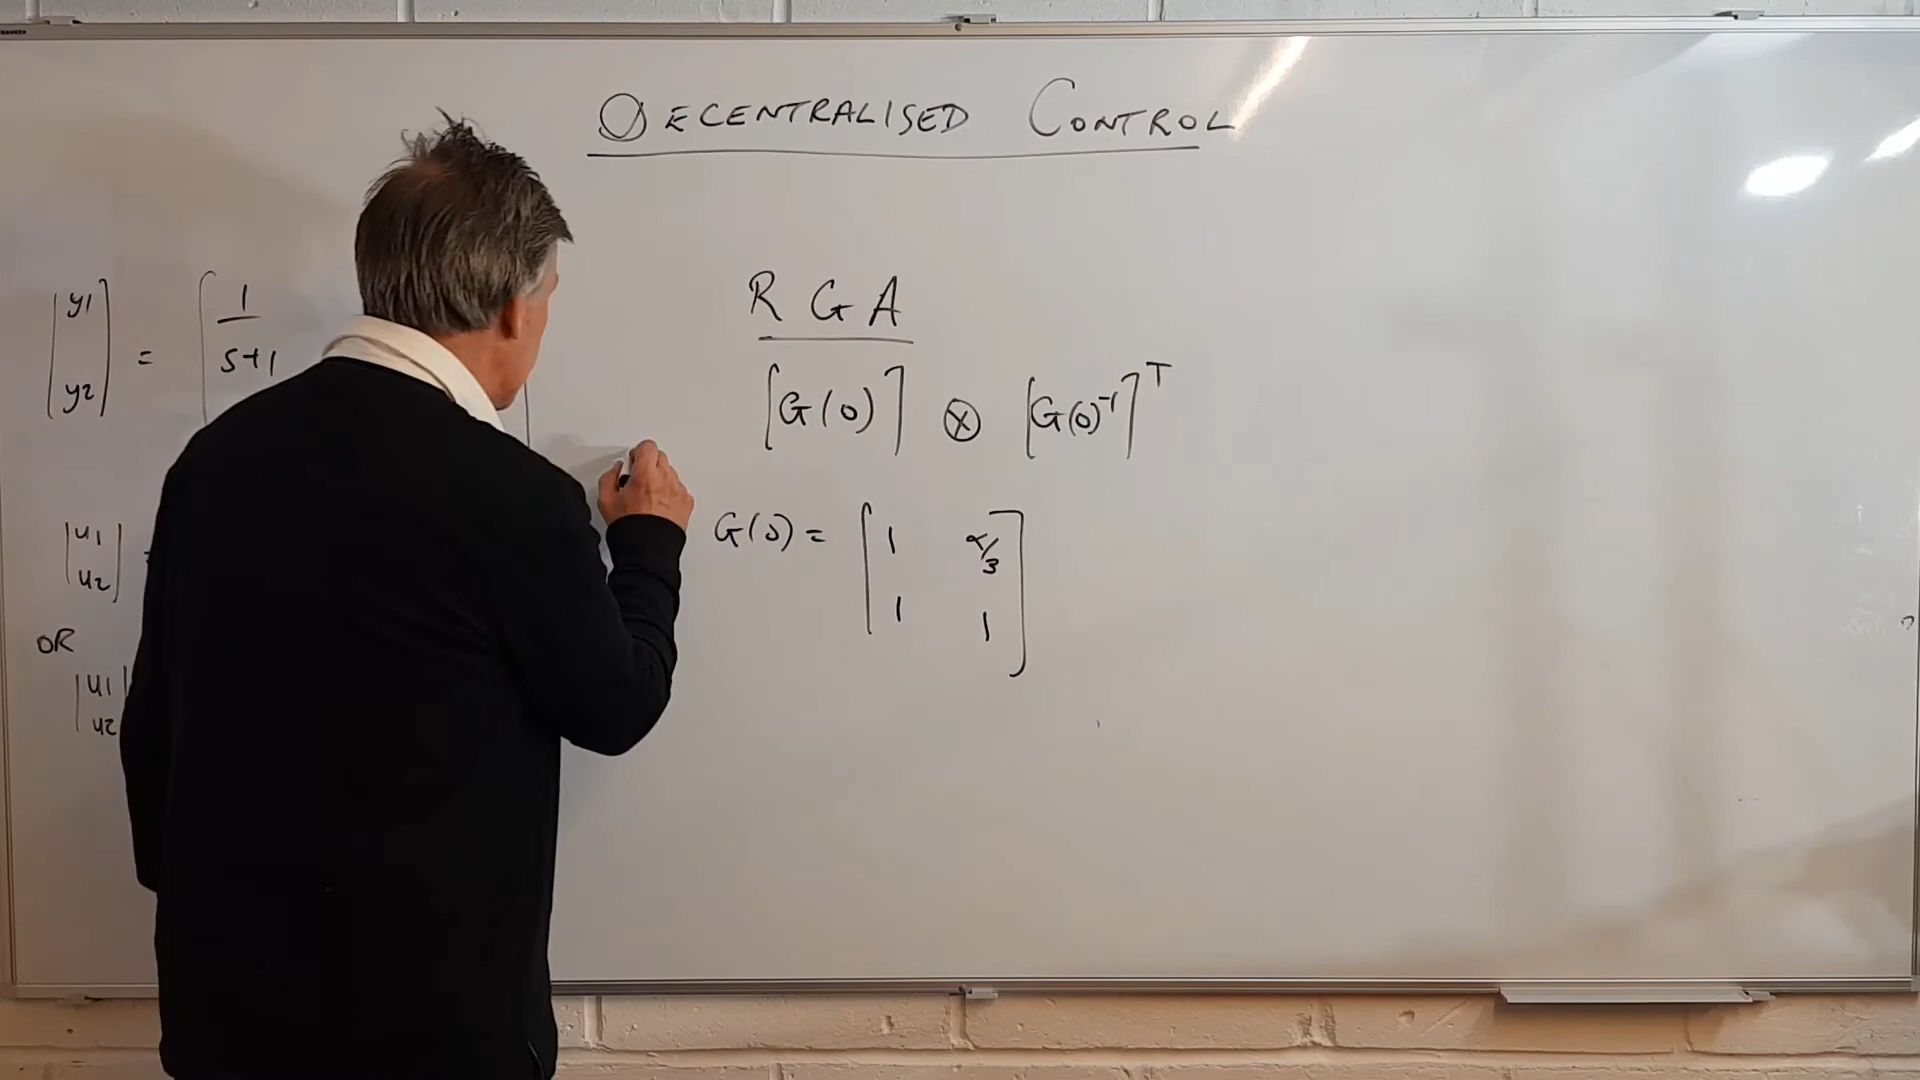 DECENTRALISED CONTROL
y1
y2
=
1
s+1
u1
u2
OR
u1
u2
RGA
[G(0)] ⊗ [G(0)⁻¹]ᵀ
G(0) =
1 α/3
1 1